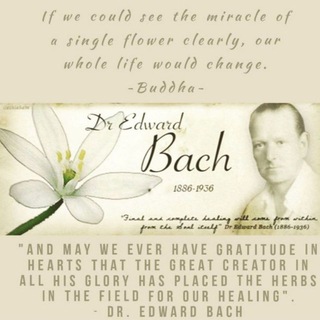 If we could see the miracle of
a single flower clearly, our
whole life would change.
-Buddha-
Dr Edward
Bach
1886-1936
"Final and complete healing will come from within
from the Soul itself" Dr Edward Bach (1886-1936)
"AND MAY WE EVER HAVE GRATITUDE IN
HEARTS THAT THE GREAT CREATOR IN
ALL HIS GLORY HAS PLACED THE HERBS
IN THE FIELD FOR OUR HEALING".
- DR. EDWARD BACH